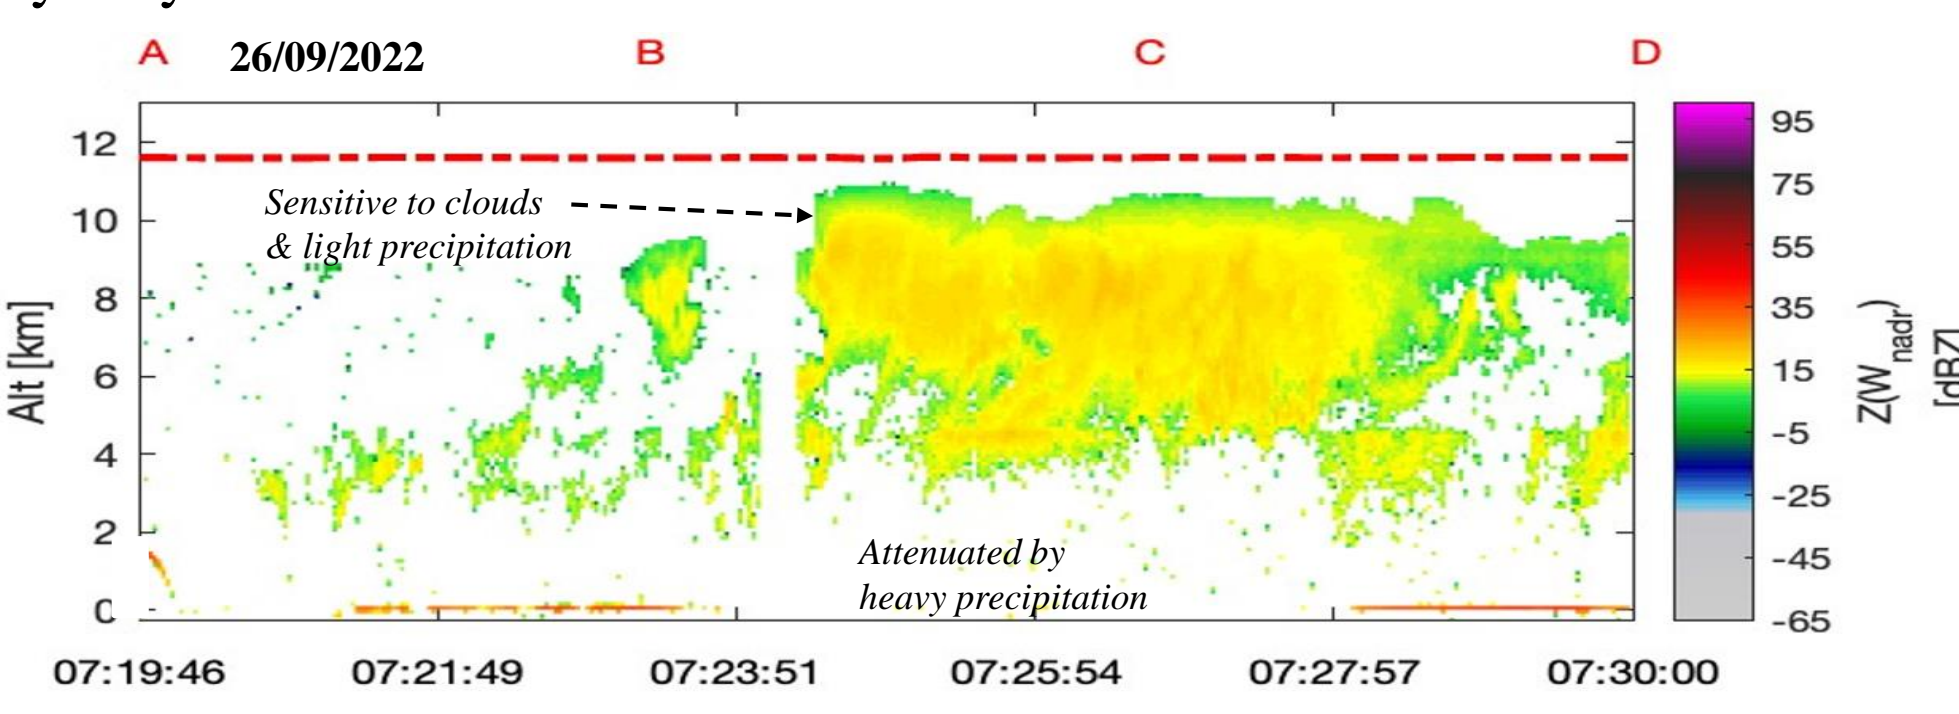 A 26/09/2022 B C D
12
10
8
6
4
2
0
Alt [km]
Sensitive to clouds
& light precipitation
Attenuated by
heavy precipitation
07:19:46 07:21:49 07:23:51 07:25:54 07:27:57 07:30:00
95
75
55
35
15
-5
-25
-45
-65
Z(W_nadr)
[dBZ]